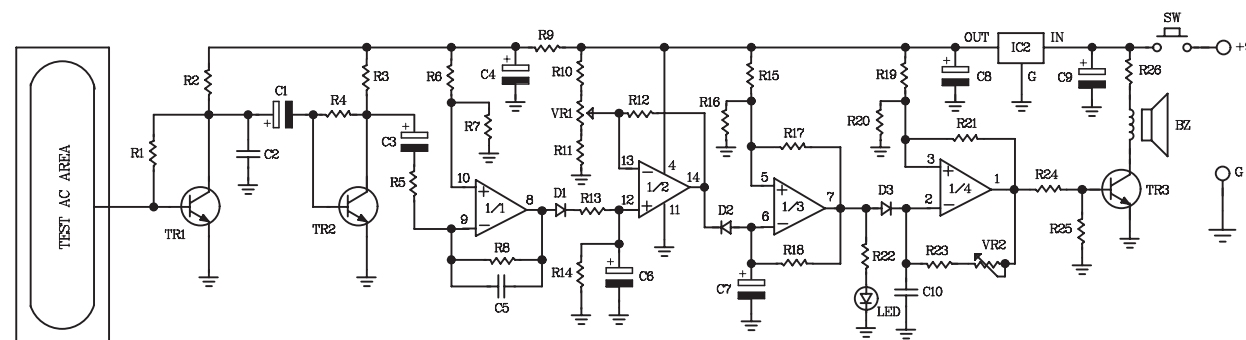 TEST AC AREA
R1
R2
TR1
C2
C1
+
R4
R3
TR2
C3
+
R5
R6
R7
C4
+
R9
10
9
+
−
1/1
8
R8
C5
D1
R13
R14
R10
VR1
R11
R12
13
12
−
+
1/2
4
11
14
C6
+
D2
R15
R16
R17
5
6
+
−
1/3
7
R18
C7
+
D3
R22
LED
R19
R20
R21
3
2
+
−
1/4
1
R23
VR2
C10
R24
R25
C8
+
OUT
IC2
IN
G
C9
+
R26
BZ
TR3
SW
G